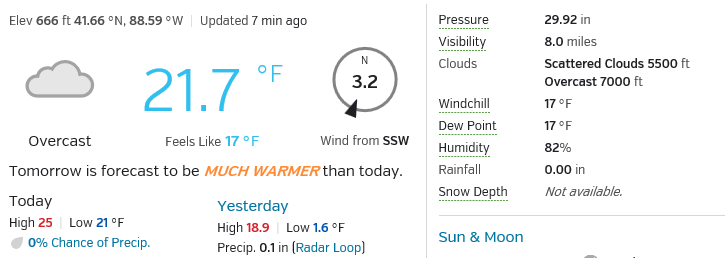 Elev 666 ft 41.66 °N, 88.59 °W | Updated 7 min ago
21.7 °F
N
3.2
Overcast
Feels Like 17 °F
Wind from SSW
Tomorrow is forecast to be MUCH WARMER than today.
Today
High 25 | Low 21 °F
0% Chance of Precip.
Yesterday
High 18.9 | Low 1.6 °F
Precip. 0.1 in (Radar Loop)
Pressure 29.92 in
Visibility 8.0 miles
Clouds Scattered Clouds 5500 ft
Overcast 7000 ft
Windchill 17 °F
Dew Point 17 °F
Humidity 82%
Rainfall 0.00 in
Snow Depth Not available.
Sun & Moon